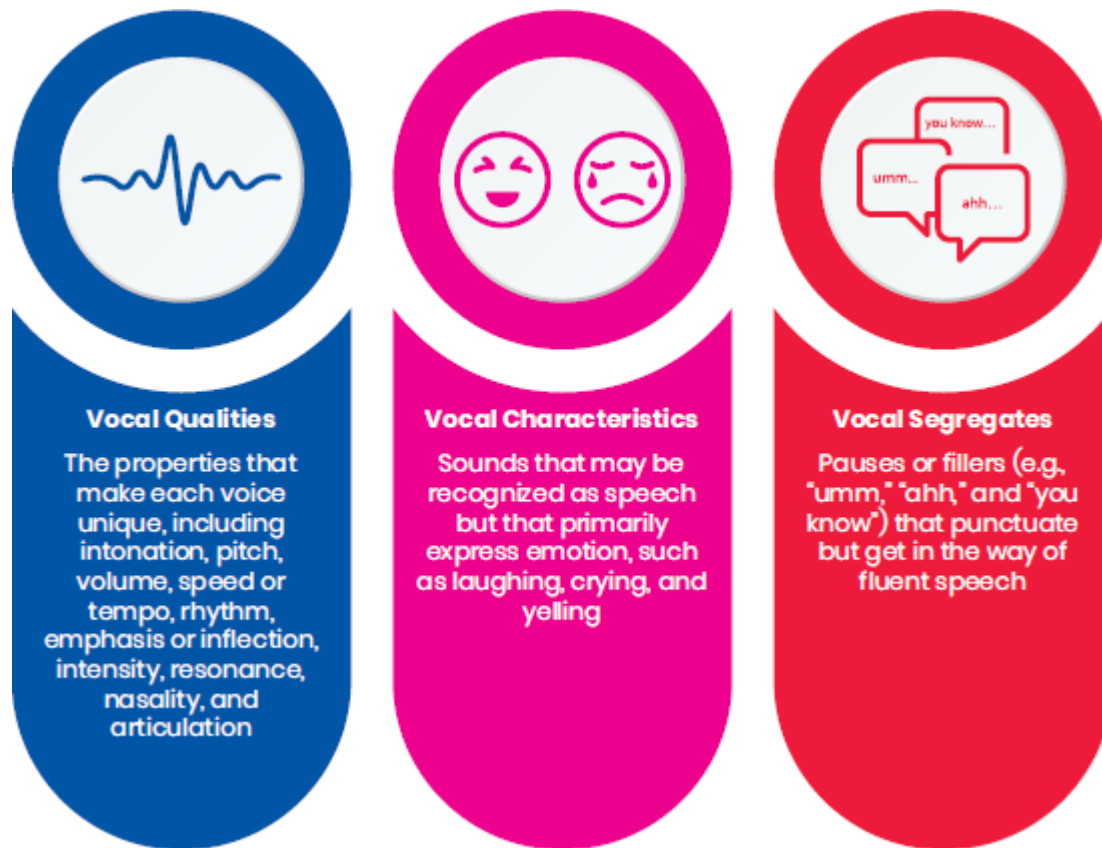 you know...
umm...
ahh...
Vocal Qualities
The properties that
make each voice
unique, including
intonation, pitch,
volume, speed or
tempo, rhythm,
emphasis or inflection,
intensity, resonance,
nasality, and
articulation
Vocal Characteristics
Sounds that may be
recognized as speech
but that primarily
express emotion, such
as laughing, crying, and
yelling
Vocal Segregates
Pauses or fillers (e.g.,
“umm,” “ahh,” and “you
know”) that punctuate
but get in the way of
fluent speech